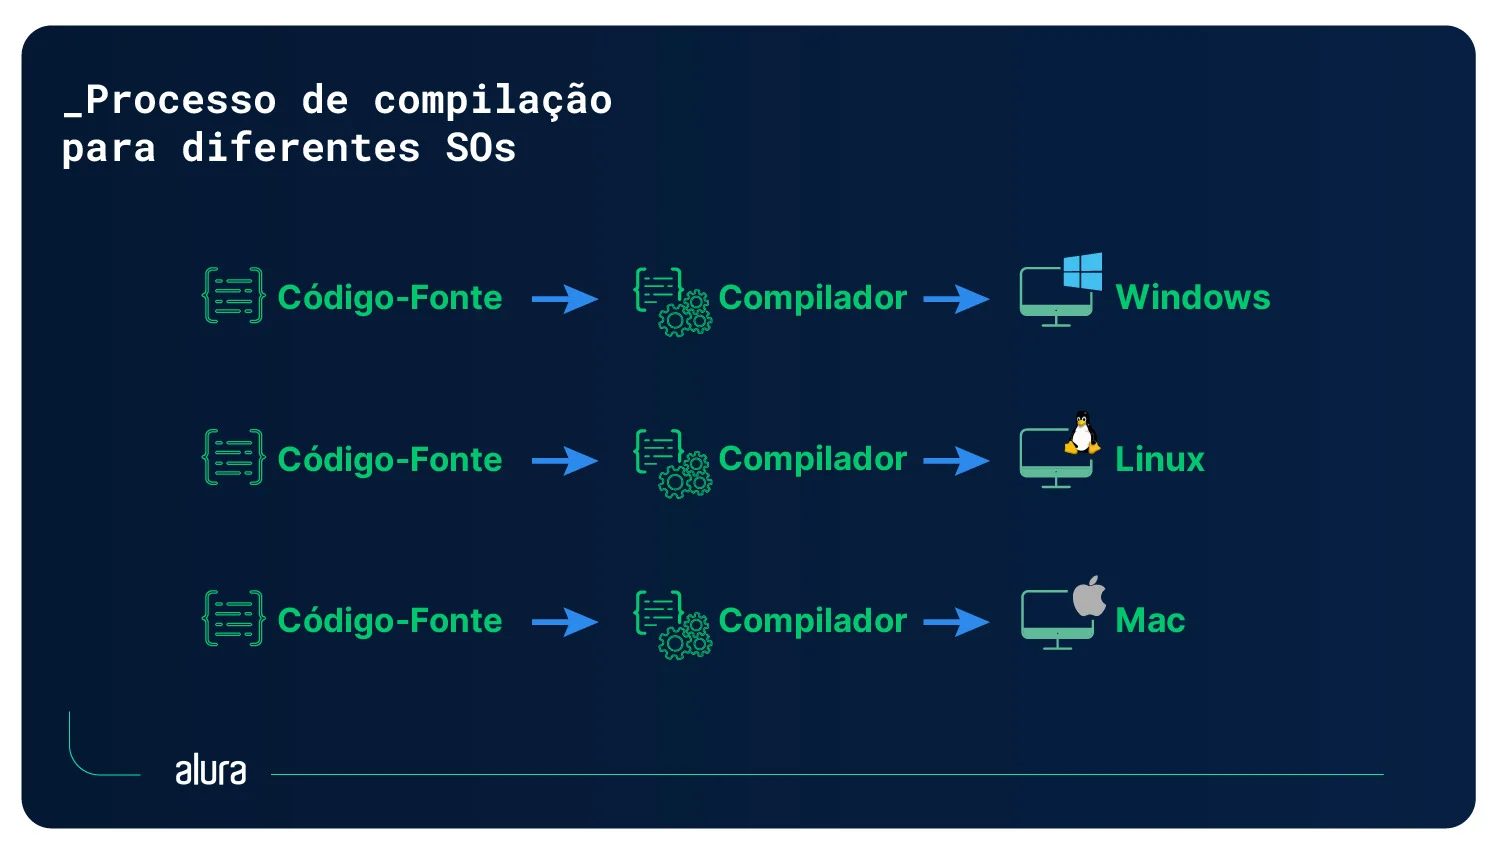 _Processo de compilação
para diferentes SOs
Código-Fonte Compilador Windows
Código-Fonte Compilador Linux
Código-Fonte Compilador Mac
alura